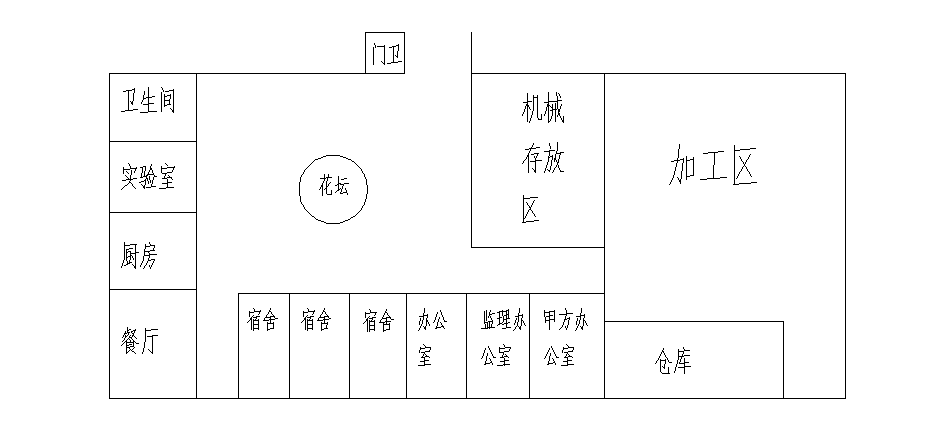 门卫
卫生间
实验室
厨房
餐厅
花坛
机械
存放
区
加工区
宿舍
宿舍
宿舍
办公
室
监理办
公室
甲方办
公室
仓库